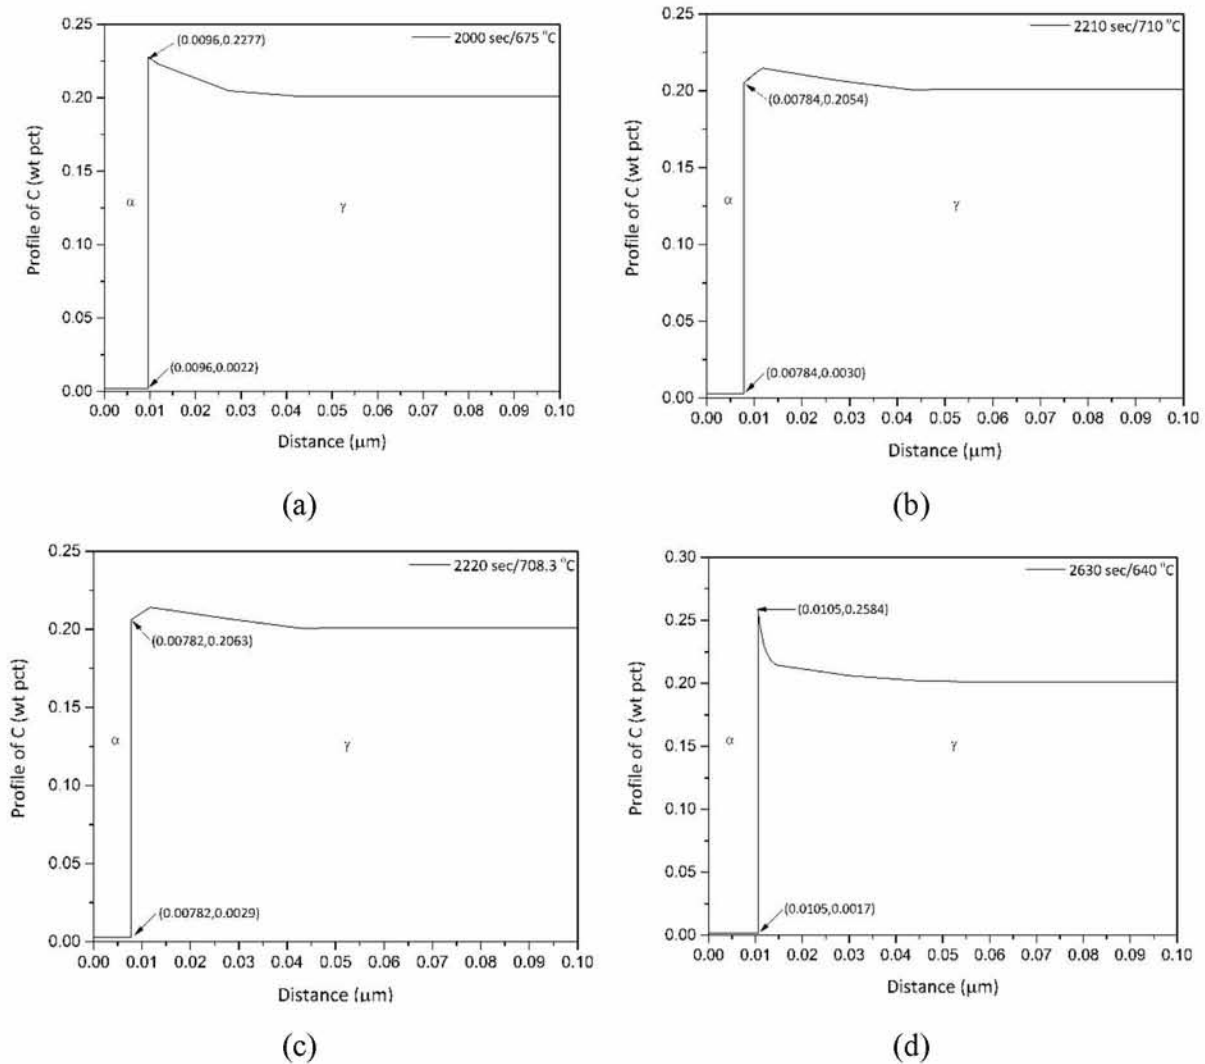 0.25
0.20
0.15
0.10
0.05
0.00
Profile of C (wt pct)
(0.0096,0.2277)
2000 sec/675 °C
α
γ
(0.0096,0.0022)
0.00 0.01 0.02 0.03 0.04 0.05 0.06 0.07 0.08 0.09 0.10
Distance (μm)
(a)
0.25
0.20
0.15
0.10
0.05
0.00
Profile of C (wt pct)
2210 sec/710 °C
(0.00784,0.2054)
α
γ
(0.00784,0.0030)
0.00 0.01 0.02 0.03 0.04 0.05 0.06 0.07 0.08 0.09 0.10
Distance (μm)
(b)
0.25
0.20
0.15
0.10
0.05
0.00
Profile of C (wt pct)
2220 sec/708.3 °C
(0.00782,0.2063)
α
γ
(0.00782,0.0029)
0.00 0.01 0.02 0.03 0.04 0.05 0.06 0.07 0.08 0.09 0.10
Distance (μm)
(c)
0.30
0.25
0.20
0.15
0.10
0.05
0.00
Profile of C (wt pct)
2630 sec/640 °C
(0.0105,0.2584)
α
γ
(0.0105,0.0017)
0.00 0.01 0.02 0.03 0.04 0.05 0.06 0.07 0.08 0.09 0.10
Distance (μm)
(d)